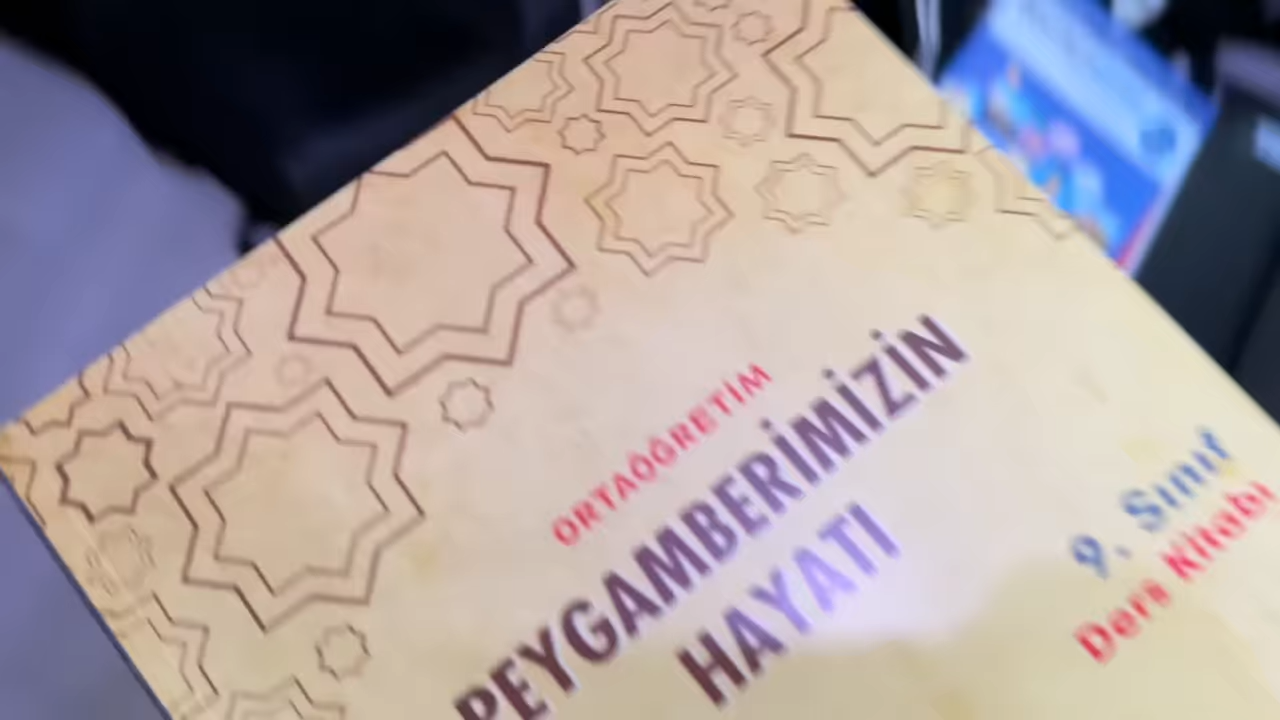 ORTAÖĞRETİM
PEYGAMBERİMİZİN
HAYATI
9. Sınıf
Ders Kitabı